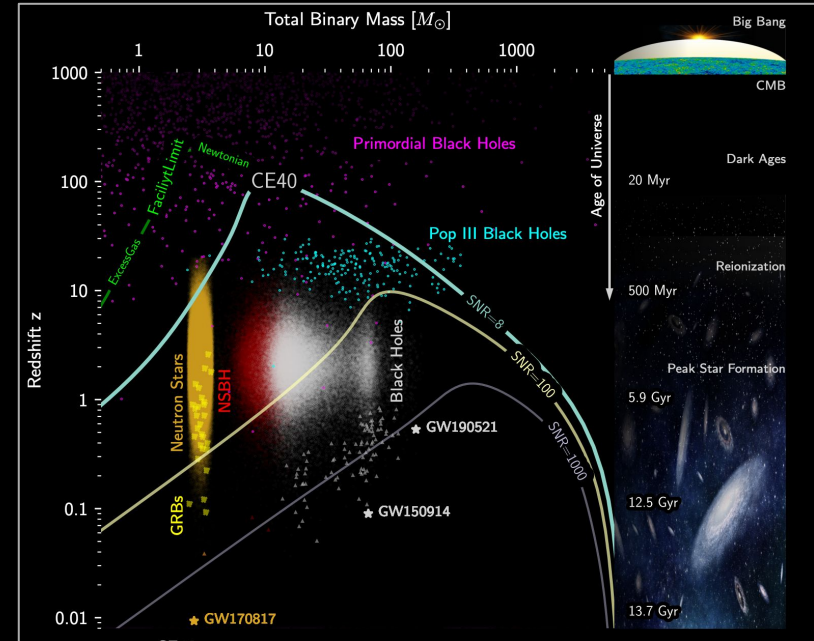 Total Binary Mass [M☉]
Big Bang
1 10 100 1000
1000
CMB
Primordial Black Holes
Newtonian
FaciliytLimit
Dark Ages
CE40
100
20 Myr
Age of Universe
Pop III Black Holes
ExcessGas
Reionization
10
500 Myr
SNR=8
Redshift z
Peak Star Formation
SNR=100
Black Holes
Neutron Stars
NSBH
1
5.9 Gyr
GW190521
SNR=1000
GRBs
12.5 Gyr
0.1
GW150914
13.7 Gyr
0.01
GW170817